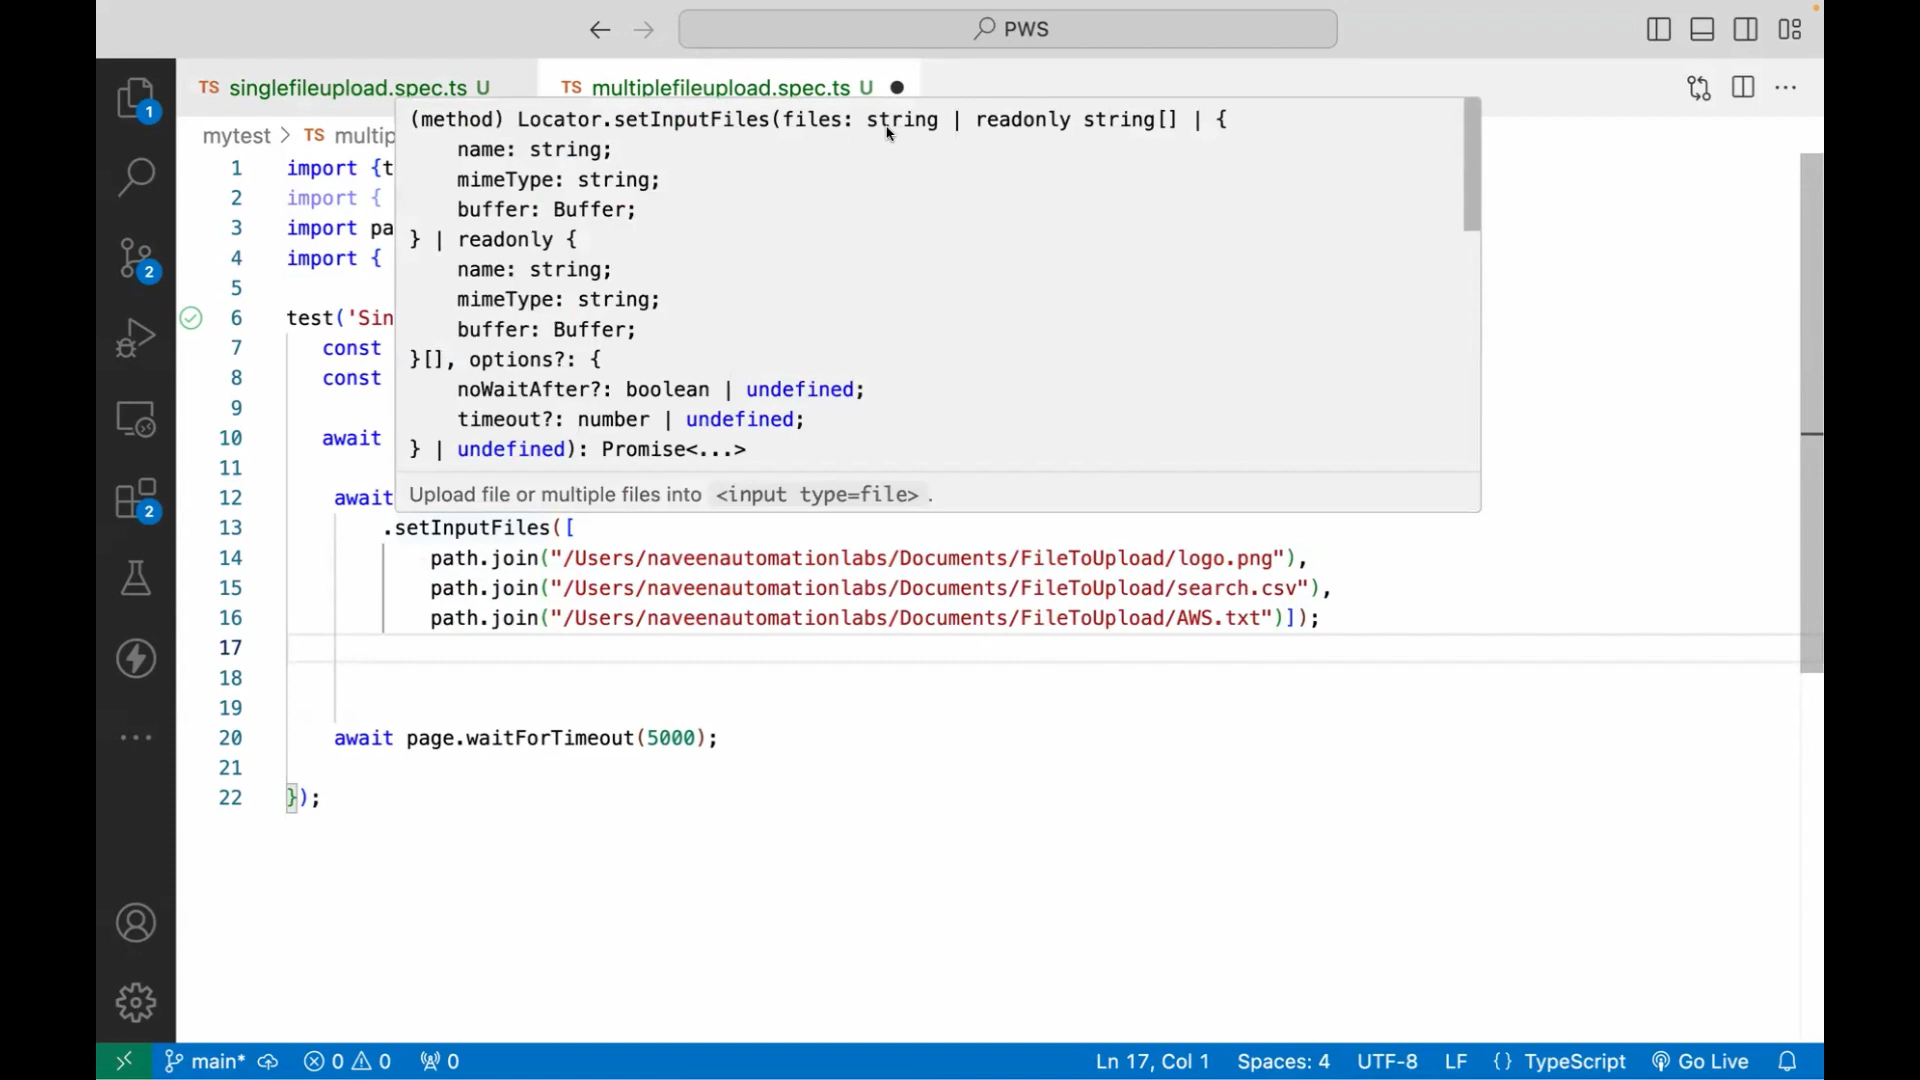 PWS
TS singlefileupload.spec.ts U
TS multiplefileupload.spec.ts U
mytest > TS multip
(method) Locator.setInputFiles(files: string | readonly string[] | {
name: string;
mimeType: string;
buffer: Buffer;
} | readonly {
name: string;
mimeType: string;
buffer: Buffer;
}[], options?: {
noWaitAfter?: boolean | undefined;
timeout?: number | undefined;
} | undefined): Promise<...>
Upload file or multiple files into <input type=file> .
1 import {t
2 import {
3 import pa
4 import {
5
6 test('Sin
7 const
8 const
9
10 await
11
12 await
13 .setInputFiles([
14 path.join("/Users/naveenautomationlabs/Documents/FileToUpload/logo.png"),
15 path.join("/Users/naveenautomationlabs/Documents/FileToUpload/search.csv"),
16 path.join("/Users/naveenautomationlabs/Documents/FileToUpload/AWS.txt")]);
17
18
19
20 await page.waitForTimeout(5000);
21
22 });
1
2
2
main* 0 0 0 Ln 17, Col 1 Spaces: 4 UTF-8 LF {} TypeScript Go Live